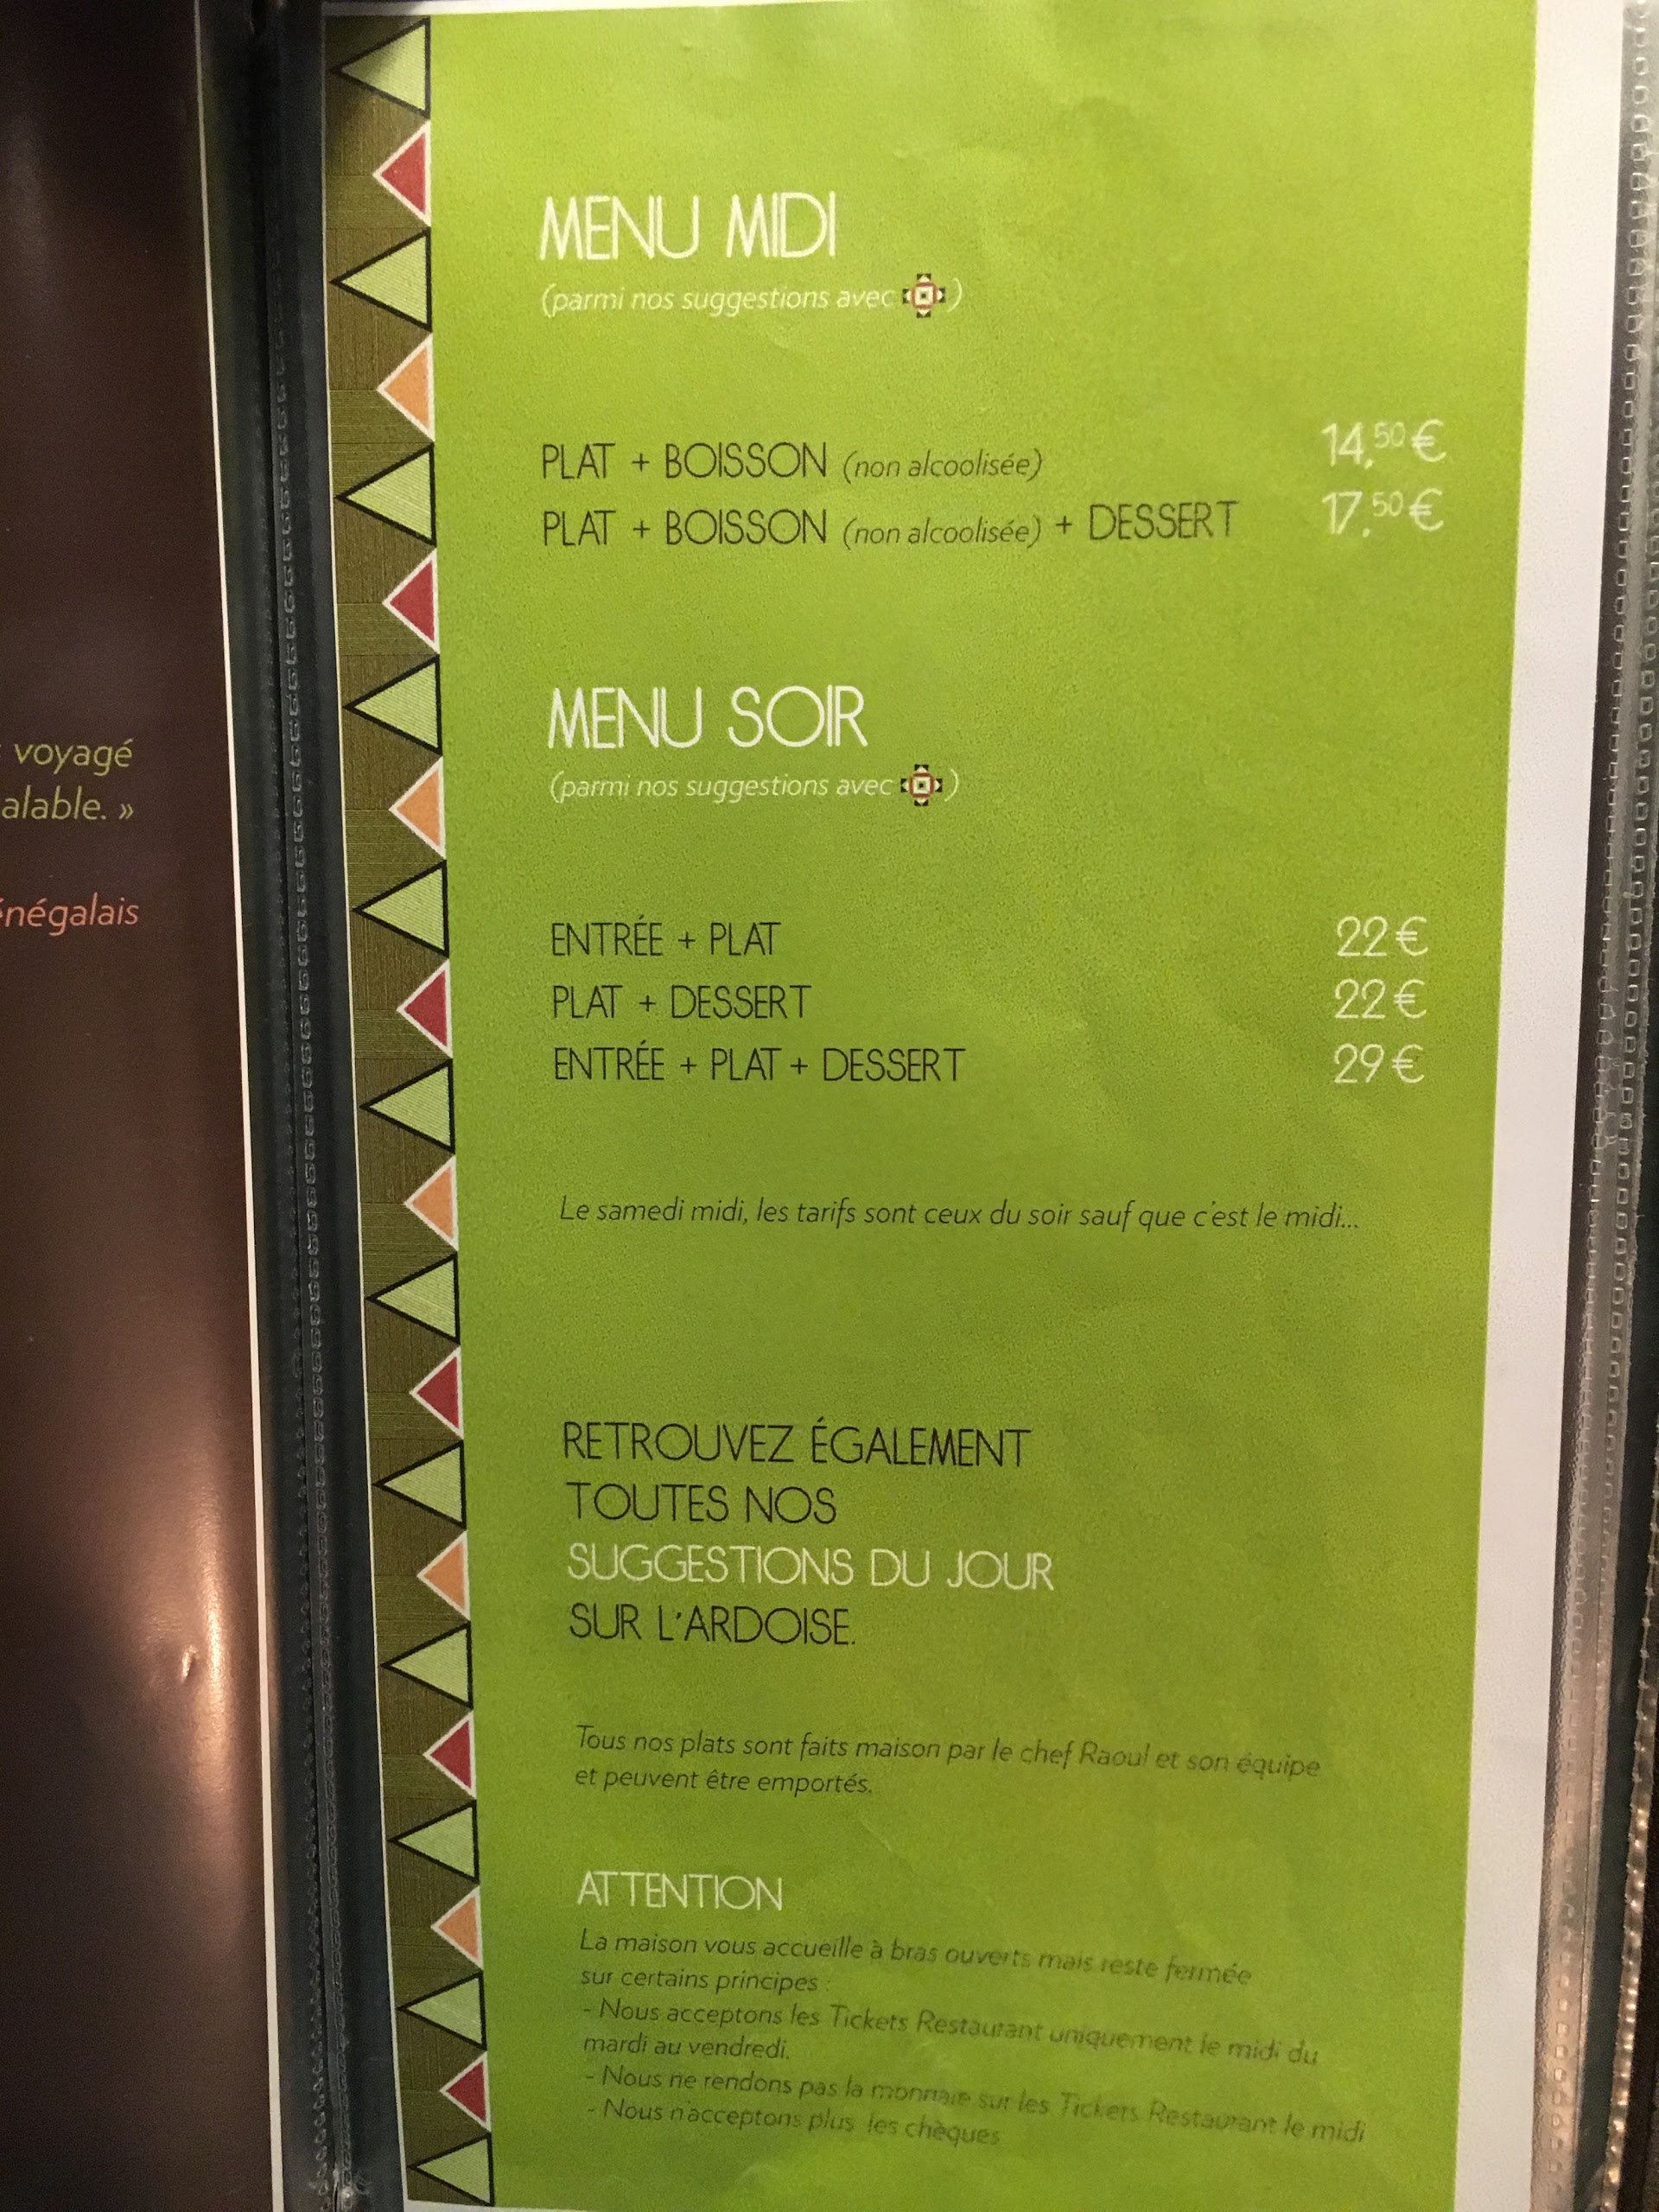 voyagé
alable. »
énégalais
MENU MIDI
(parmi nos suggestions avec )
PLAT + BOISSON (non alcoolisée) 14,50 €
PLAT + BOISSON (non alcoolisée) + DESSERT 17,50 €
MENU SOIR
(parmi nos suggestions avec )
ENTRÉE + PLAT 22 €
PLAT + DESSERT 22 €
ENTRÉE + PLAT + DESSERT 29 €
Le samedi midi, les tarifs sont ceux du soir sauf que c'est le midi...
RETROUVEZ ÉGALEMENT
TOUTES NOS
SUGGESTIONS DU JOUR
SUR L'ARDOISE.
Tous nos plats sont faits maison par le chef Raoul et son équipe
et peuvent être emportés.
ATTENTION
La maison vous accueille à bras ouverts mais reste fermée
sur certains principes :
- Nous acceptons les Tickets Restaurant uniquement le midi du
mardi au vendredi.
- Nous ne rendons pas la monnaie sur les Tickets Restaurant le midi
- Nous n'acceptons plus les chèques